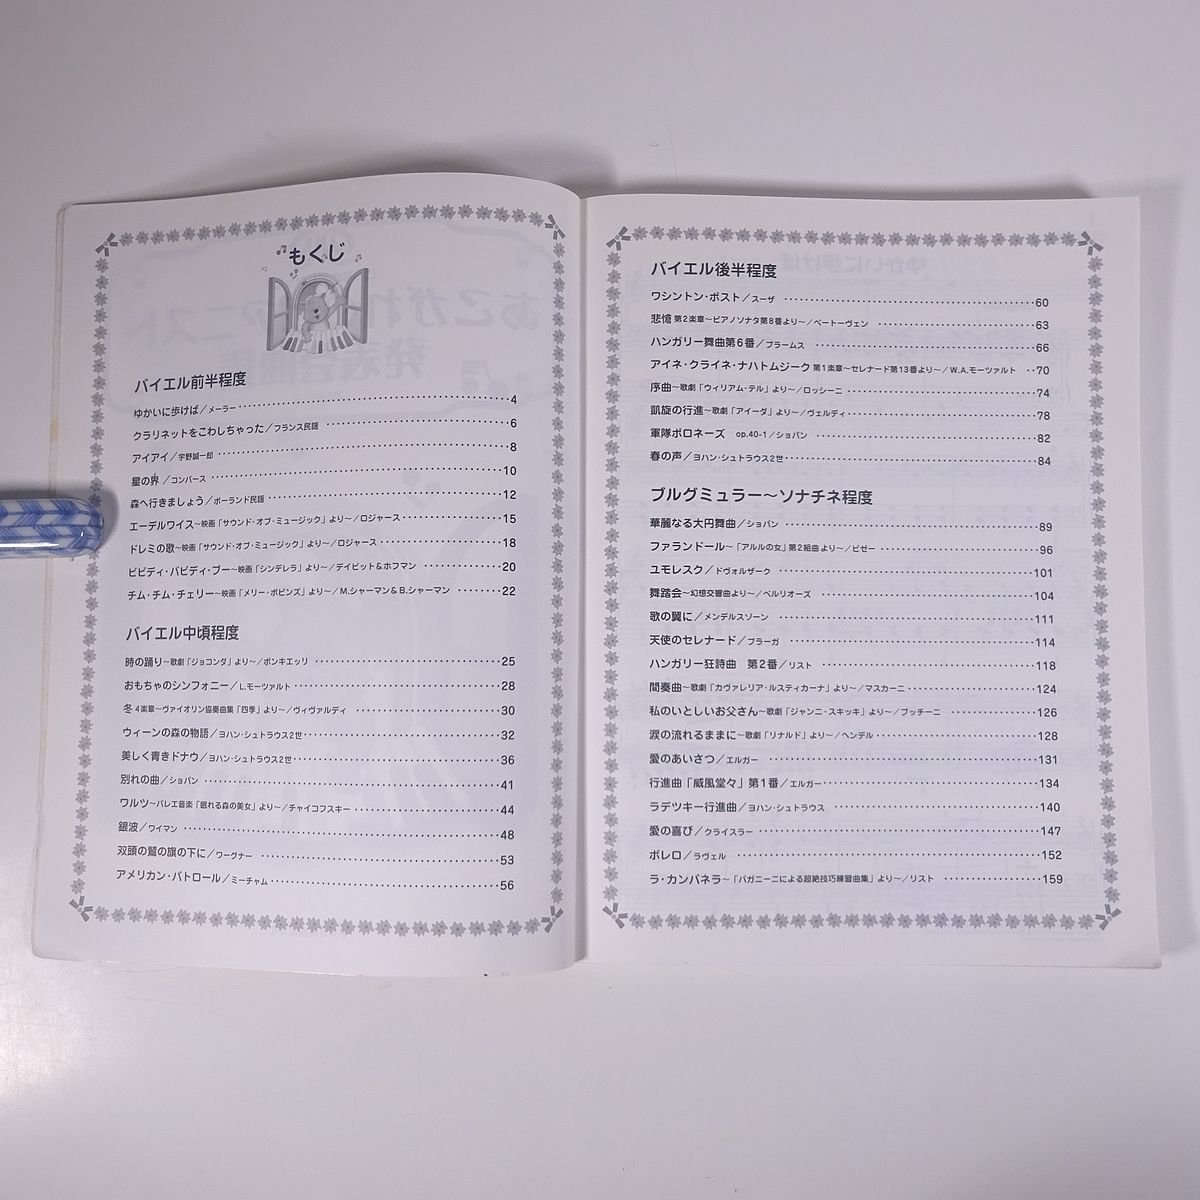 もくじ
バイエル前半程度
ゆかいに歩けば／メーラー 4
クラリネットをこわしちゃった／フランス民謡 6
アイアイ／宇野誠一郎 8
星の界／コンバース 10
森へ行きましょう／ポーランド民謡 12
エーデルワイス～映画「サウンド・オブ・ミュージック」より～／ロジャース 15
ドレミの歌～映画「サウンド・オブ・ミュージック」より～／ロジャース 18
ビビディ・バビディ・ブー～映画「シンデレラ」より～／デイビット＆ホフマン 20
チム・チム・チェリー～映画「メリー・ポピンズ」より～／M.シャーマン＆B.シャーマン 22
バイエル中頃程度
時の踊り～歌劇「ジョコンダ」より～／ポンキエッリ 25
おもちゃのシンフォニー／L.モーツァルト 28
冬 4楽章～ヴァイオリン協奏曲集「四季」より～／ヴィヴァルディ 30
ウィーンの森の物語／ヨハン・シュトラウス2世 32
美しく青きドナウ／ヨハン・シュトラウス2世 36
別れの曲／ショパン 41
ワルツ～バレエ音楽「眠れる森の美女」より～／チャイコフスキー 44
銀波／ワイマン 48
双頭の鷲の旗の下に／ワーグナー 53
アメリカン・パトロール／ミーチャム 56
バイエル後半程度
ワシントン・ポスト／スーザ 60
悲愴 第2楽章～ピアノソナタ第8番より～／ベートーヴェン 63
ハンガリー舞曲第6番／ブラームス 66
アイネ・クライネ・ナハトムジーク 第1楽章～セレナード第13番より～／W.A.モーツァルト 70
序曲～歌劇「ウィリアム・テル」より～／ロッシーニ 74
凱旋の行進～歌劇「アイーダ」より～／ヴェルディ 78
軍隊ポロネーズ op.40-1／ショパン 82
春の声／ヨハン・シュトラウス2世 84
ブルグミュラー～ソナチネ程度
華麗なる大円舞曲／ショパン 89
ファランドール～「アルルの女」第2組曲より～／ビゼー 96
ユモレスク／ドヴォルザーク 101
舞踏会～幻想交響曲より～／ベルリオーズ 104
歌の翼に／メンデルスゾーン 111
天使のセレナード／ブラーガ 114
ハンガリー狂詩曲 第2番／リスト 118
間奏曲～歌劇「カヴァレリア・ルスティカーナ」より～／マスカーニ 124
私のいとしいお父さん～歌劇「ジャンニ・スキッキ」より～／プッチーニ 126
涙の流れるままに～歌劇「リナルド」より～／ヘンデル 128
愛のあいさつ／エルガー 131
行進曲「威風堂々」第1番／エルガー 134
ラデツキー行進曲／ヨハン・シュトラウス 140
愛の喜び／クライスラー 147
ボレロ／ラヴェル 152
ラ・カンパネラ～「パガニーニによる超絶技巧練習曲集」より～／リスト 159